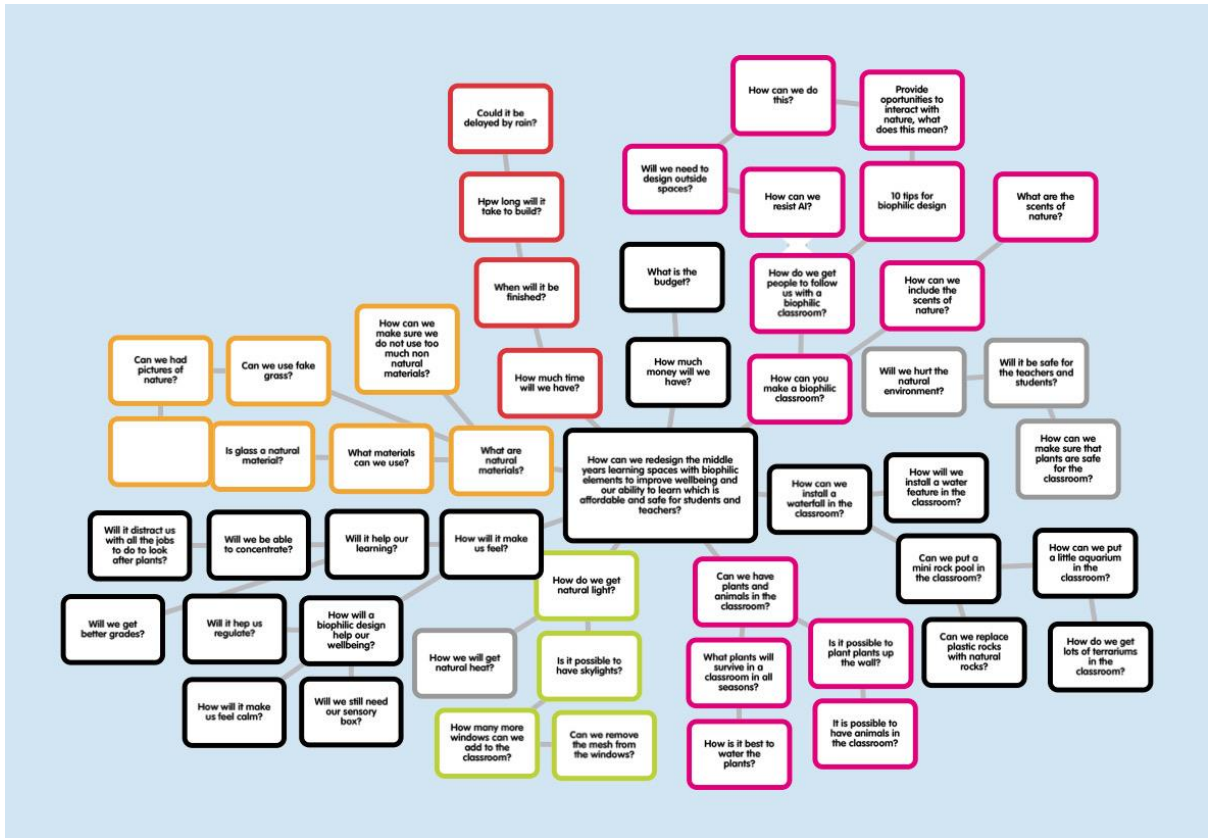 How can we do
this?
Provide
oportunities to
interact with
nature, what
does this mean?
Could it be
delayed by rain?
Will we need to
design outside
spaces?
How can we
resist AI?
10 tips for
biophilic design
What are the
scents of
nature?
Hpw long will it
take to build?
What is the
budget?
How do we get
people to follow
us with a
biophilic
classroom?
How can we
include the
scents of
nature?
When will it be
finished?
How can we
make sure we
do not use too
much non
natural
materials?
Can we had
pictures of
nature?
Can we use fake
grass?
How much time
will we have?
How much
money will we
have?
How can you
make a biophilic
classroom?
Will we hurt the
natural
environment?
Will it be safe for
the teachers and
students?
How can we
make sure that
plants are safe
for the
classroom?
Is glass a natural
material?
What materials
can we use?
What are
natural
materials?
How can we redesign the middle
years learning spaces with biophilic
elements to improve wellbeing and
our ability to learn which is
affordable and safe for students and
teachers?
How can we
install a
waterfall in the
classroom?
How will we
install a water
feature in the
classroom?
Will it distract us
with all the jobs
to do to look
after plants?
Will we be able
to concentrate?
Will it help our
learning?
How will it make
us feel?
Can we put a
mini rock pool in
the classroom?
How can we put
a little aquarium
in the
classroom?
How do we get
natural light?
Can we have
plants and
animals in the
classroom?
Will we get
better grades?
Will it hep us
regulate?
How will a
biophilic design
help our
wellbeing?
How we will get
natural heat?
Is it possible to
have skylights?
What plants will
survive in a
classroom in all
seasons?
Is it possible to
plant plants up
the wall?
Can we replace
plastic rocks
with natural
rocks?
How do we get
lots of terrariums
in the
classroom?
How will it make
us feel calm?
Will we still need
our sensory
box?
How many more
windows can we
add to the
classroom?
Can we remove
the mesh from
the windows?
How is it best to
water the
plants?
It is possible to
have animals in
the classroom?